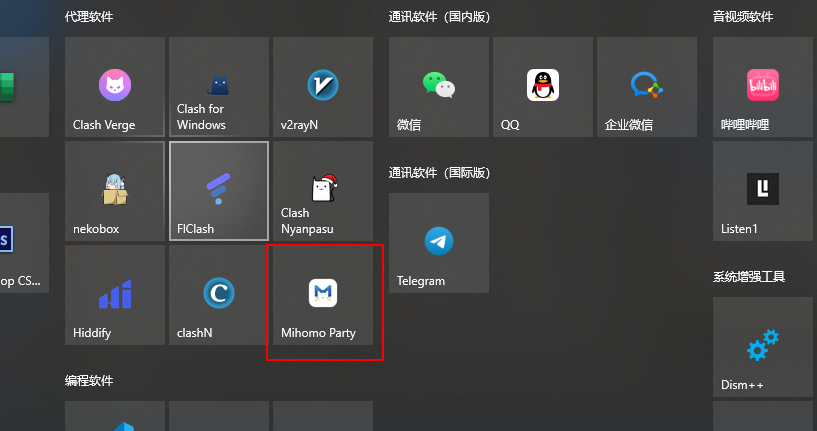 代理软件
通讯软件（国内版）
音视频软件
Clash Verge
Clash for
Windows
v2rayN
微信
QQ
企业微信
bilibili
哔哩哔哩
通讯软件（国际版）
nekobox
FlClash
Clash
Nyanpasu
Telegram
Listen1
op CS...
系统增强工具
Hiddify
clashN
Mihomo Party
Dism++
编程软件